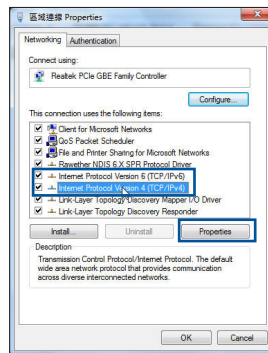 區域連線 Properties
Networking Authentication
Connect using:
Realtek PCIe GBE Family Controller
Configure...
This connection uses the following items:
Client for Microsoft Networks
QoS Packet Scheduler
File and Printer Sharing for Microsoft Networks
Rawether NDIS 6.X SPR Protocol Driver
Internet Protocol Version 6 (TCP/IPv6)
Internet Protocol Version 4 (TCP/IPv4)
Link-Layer Topology Discovery Mapper I/O Driver
Link-Layer Topology Discovery Responder
Install... Uninstall Properties
Description
Transmission Control Protocol/Internet Protocol. The default
wide area network protocol that provides communication
across diverse interconnected networks.
OK Cancel